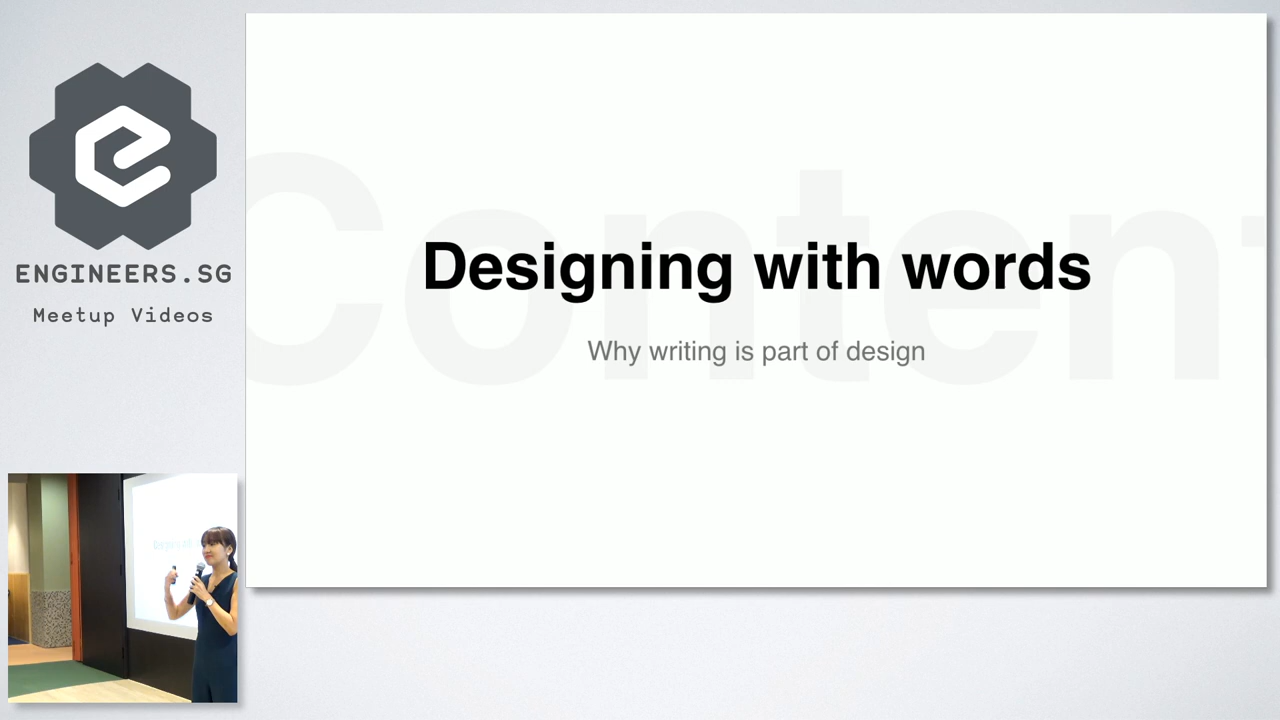 ENGINEERS.SG
Meetup Videos
Content
Designing with words
Why writing is part of design